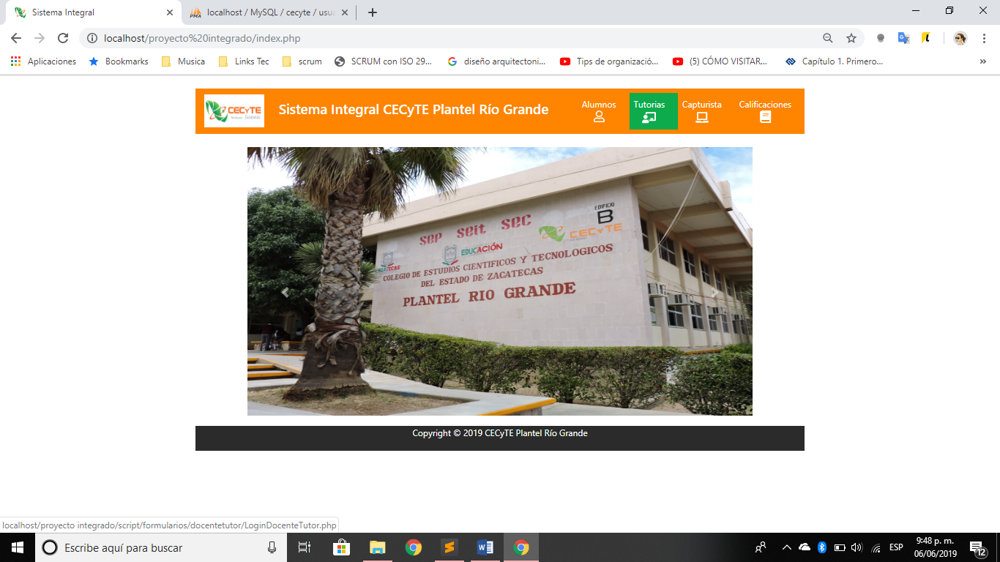 Sistema Integral
localhost / MySQL / cecyte / usua
localhost/proyecto%20integrado/index.php
Aplicaciones
Bookmarks
Musica
Links Tec
scrum
SCRUM con ISO 29...
diseño arquitectoni...
Tips de organizació...
(5) CÓMO VISITAR...
Capítulo 1. Primero...
»
CECyTE
Sistema Integral CECyTE Plantel Río Grande
Alumnos
Tutorias
Capturista
Calificaciones
EDIFICIO
B
sep seit sec
CECyTE
EDUCACIÓN
COLEGIO DE ESTUDIOS CIENTIFICOS Y TECNOLOGICOS
DEL ESTADO DE ZACATECAS
PLANTEL RIO GRANDE
Copyright © 2019 CECyTE Plantel Río Grande
localhost/proyecto integrado/script/formularios/docentetutor/LoginDocenteTutor.php
Escribe aquí para buscar
ESP
9:48 p. m.
06/06/2019
12